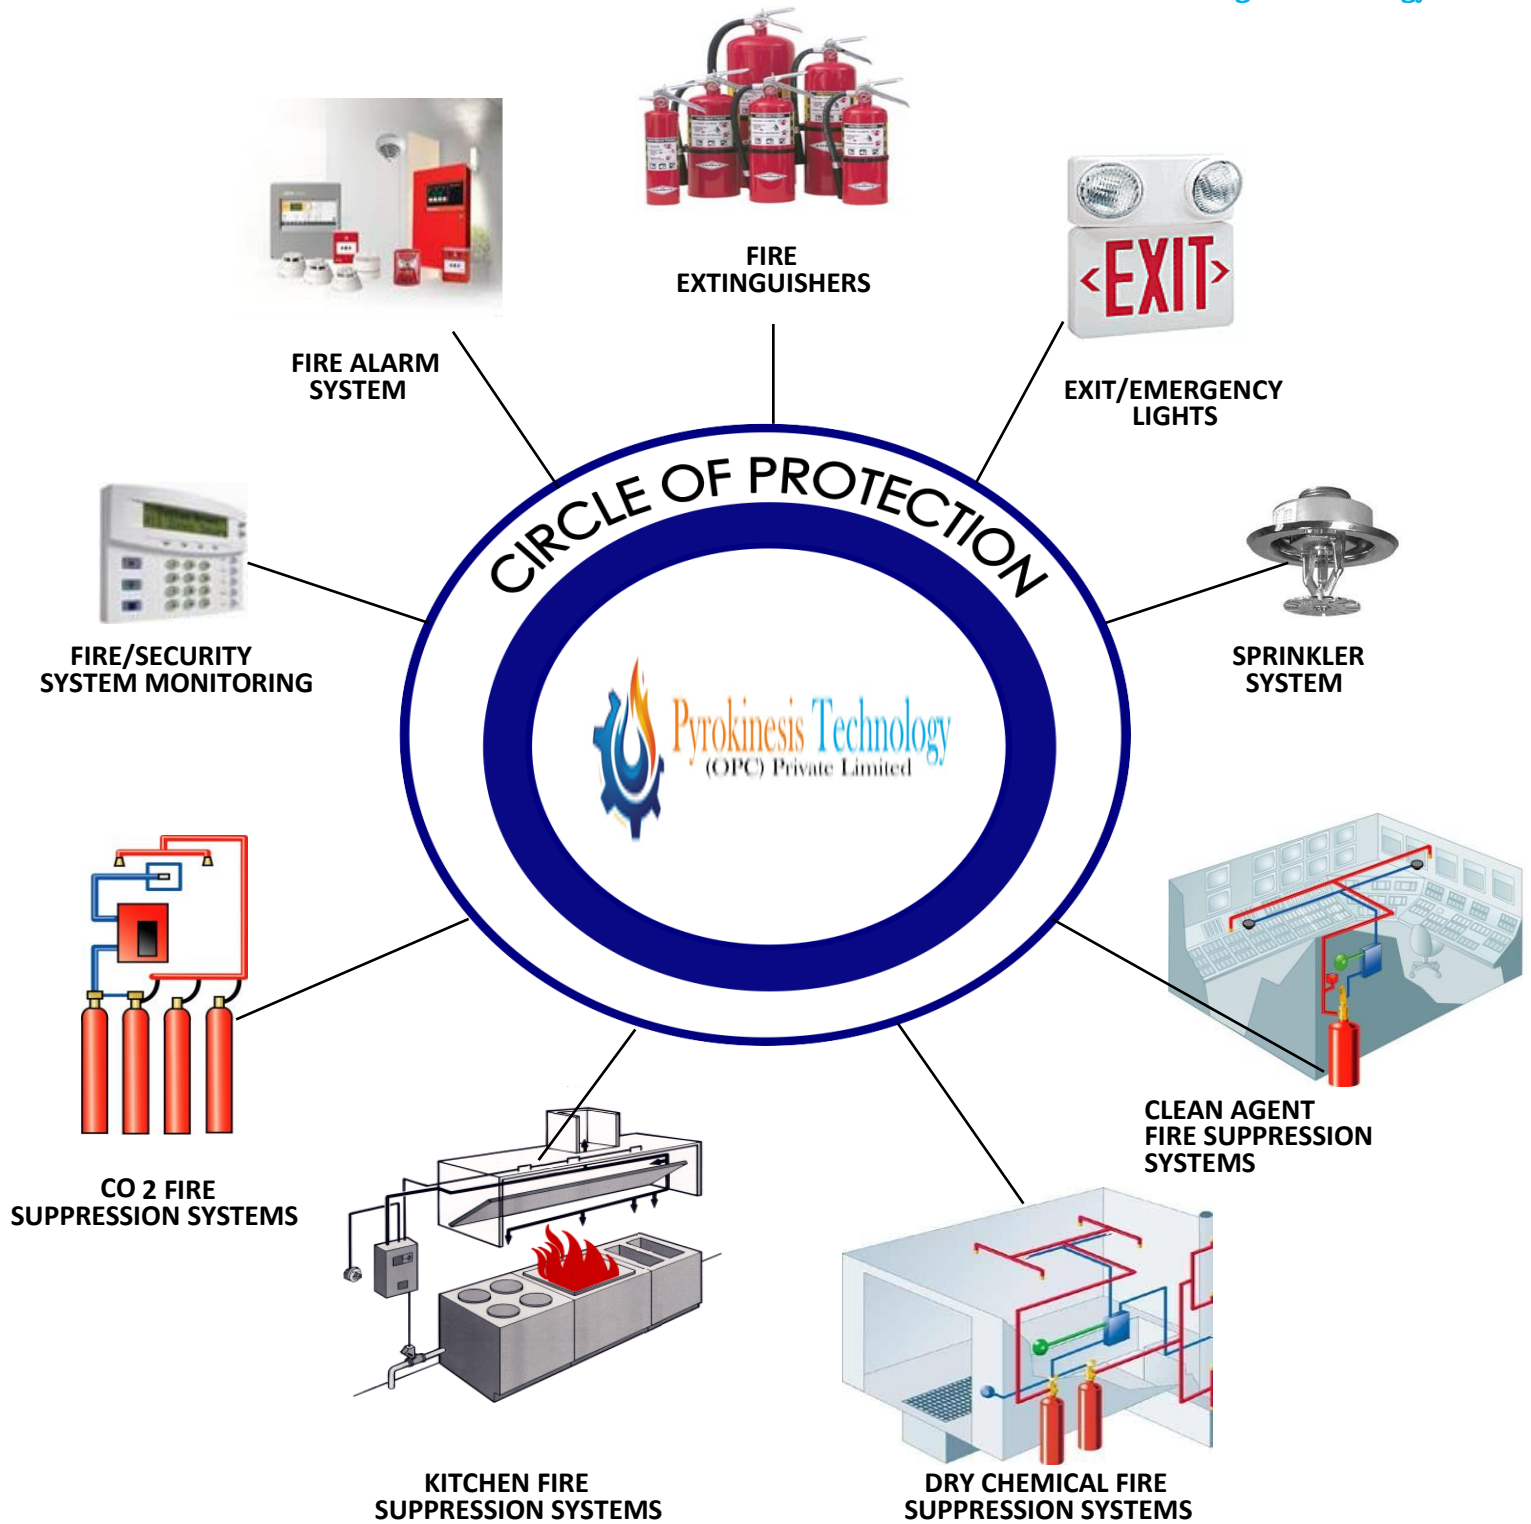 FIRE
EXTINGUISHERS
EXIT
FIRE ALARM
SYSTEM
EXIT/EMERGENCY
LIGHTS
CIRCLE OF PROTECTION
FIRE/SECURITY
SYSTEM MONITORING
SPRINKLER
SYSTEM
Pyrokinesis Technology
(OPC) Private Limited
CLEAN AGENT
FIRE SUPPRESSION
SYSTEMS
CO 2 FIRE
SUPPRESSION SYSTEMS
KITCHEN FIRE
SUPPRESSION SYSTEMS
DRY CHEMICAL FIRE
SUPPRESSION SYSTEMS